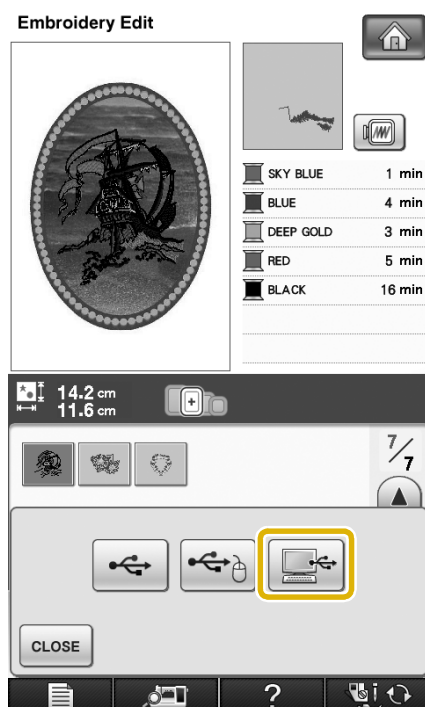 Embroidery Edit
SKY BLUE 1 min
BLUE 4 min
DEEP GOLD 3 min
RED 5 min
BLACK 16 min
14.2 cm
11.6 cm
7/7
CLOSE
?